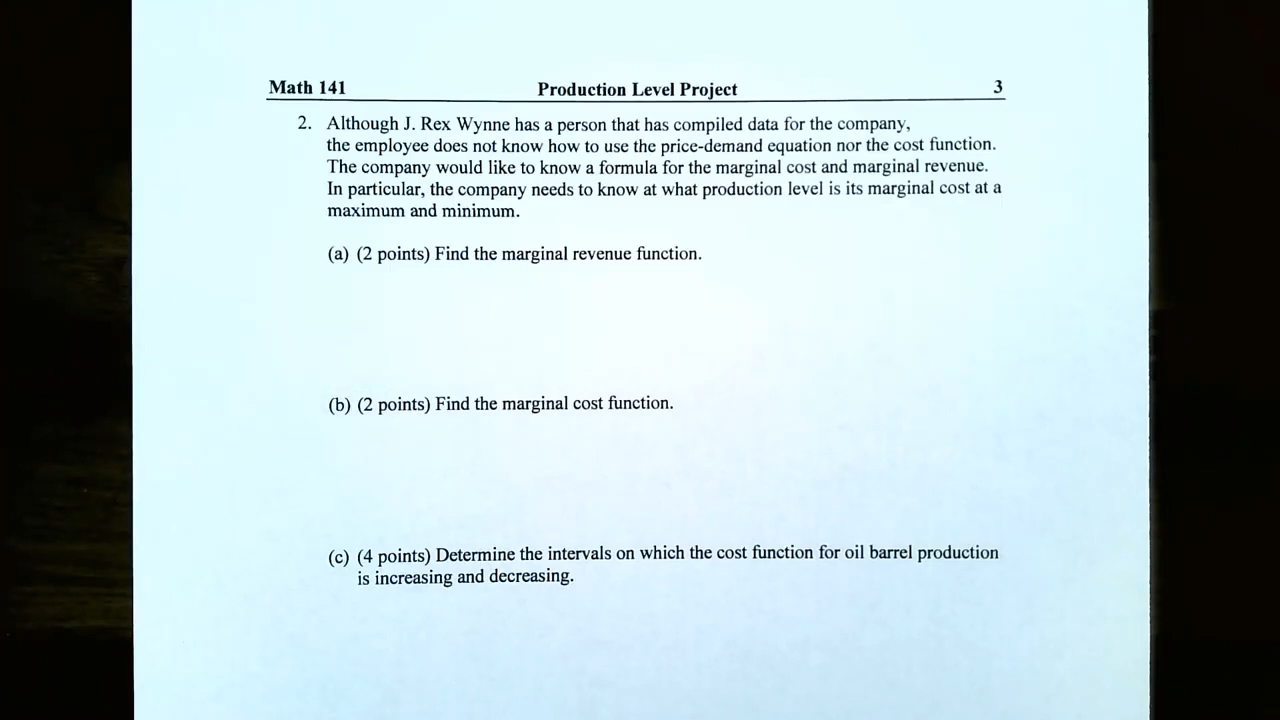 Math 141 Production Level Project 3
2. Although J. Rex Wynne has a person that has compiled data for the company,
the employee does not know how to use the price-demand equation nor the cost function.
The company would like to know a formula for the marginal cost and marginal revenue.
In particular, the company needs to know at what production level is its marginal cost at a
maximum and minimum.
(a) (2 points) Find the marginal revenue function.
(b) (2 points) Find the marginal cost function.
(c) (4 points) Determine the intervals on which the cost function for oil barrel production
is increasing and decreasing.